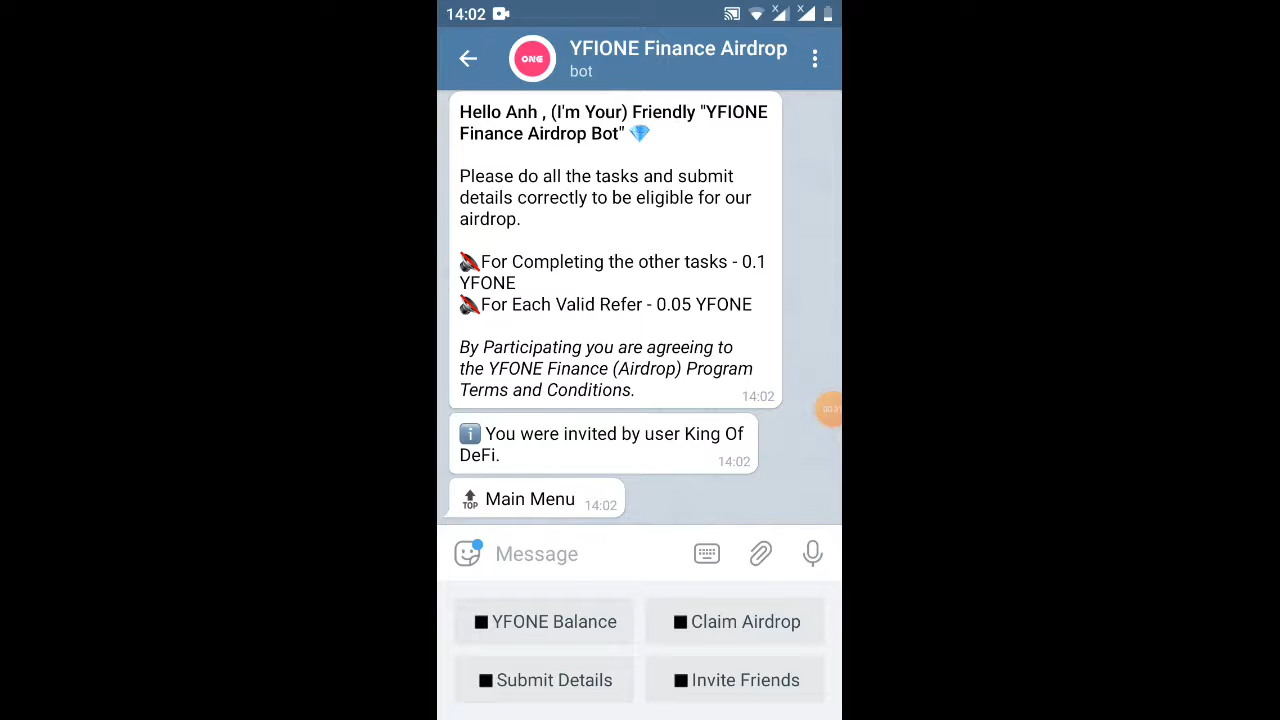 14:02
YFIONE Finance Airdrop
ONE
bot
Hello Anh , (I'm Your) Friendly "YFIONE
Finance Airdrop Bot" 💎
Please do all the tasks and submit
details correctly to be eligible for our
airdrop.
For Completing the other tasks - 0.1
YFONE
For Each Valid Refer - 0.05 YFONE
By Participating you are agreeing to
the YFONE Finance (Airdrop) Program
Terms and Conditions.
14:02
ℹ️ You were invited by user King Of
DeFi.
14:02
🔝 Main Menu 14:02
Message
YFONE Balance
Claim Airdrop
Submit Details
Invite Friends